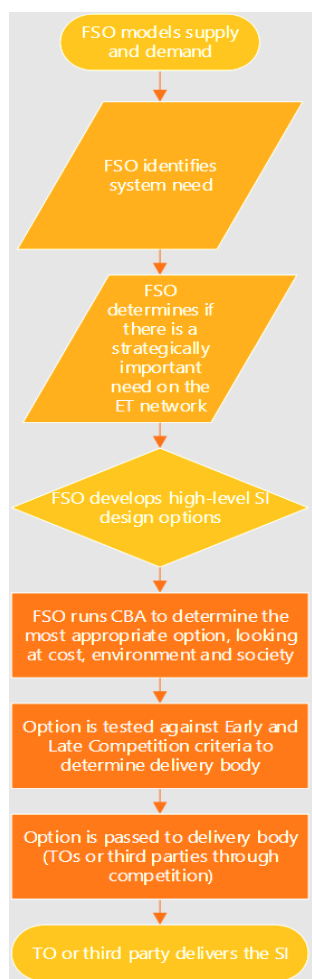 FSO models supply
and demand
FSO identifies
system need
FSO
determines if
there is a
strategically
important
need on the
ET network
FSO develops high-level SI
design options
FSO runs CBA to determine the
most appropriate option, looking
at cost, environment and society
Option is tested against Early and
Late Competition criteria to
determine delivery body
Option is passed to delivery body
(TOs or third parties through
competition)
TO or third party delivers the SI